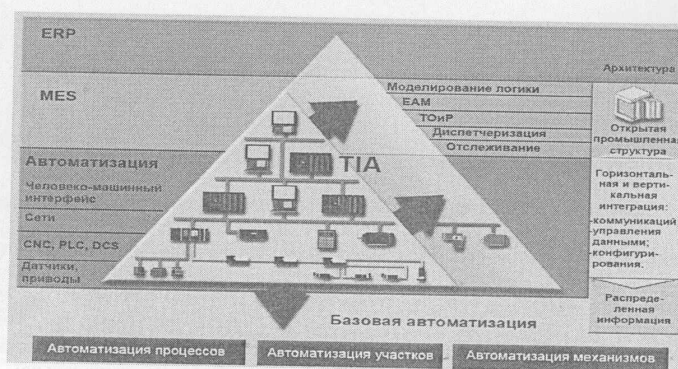 ERP
MES
Автоматизация
Человеко-машинный
интерфейс
Сети
CNC, PLC, DCS
Датчики,
приводы
TIA
Моделирование логики
EAM
ТОиР
Диспетчеризация
Отслеживание
Архитектура
Открытая
промышленная
структура
Горизонталь-
ная и верти-
кальная
интеграция:
-коммуникаций
-управления
данными;
-конфигури-
рования.
Распреде-
ленная
информация
Базовая автоматизация
Автоматизация процессов
Автоматизация участков
Автоматизация механизмов